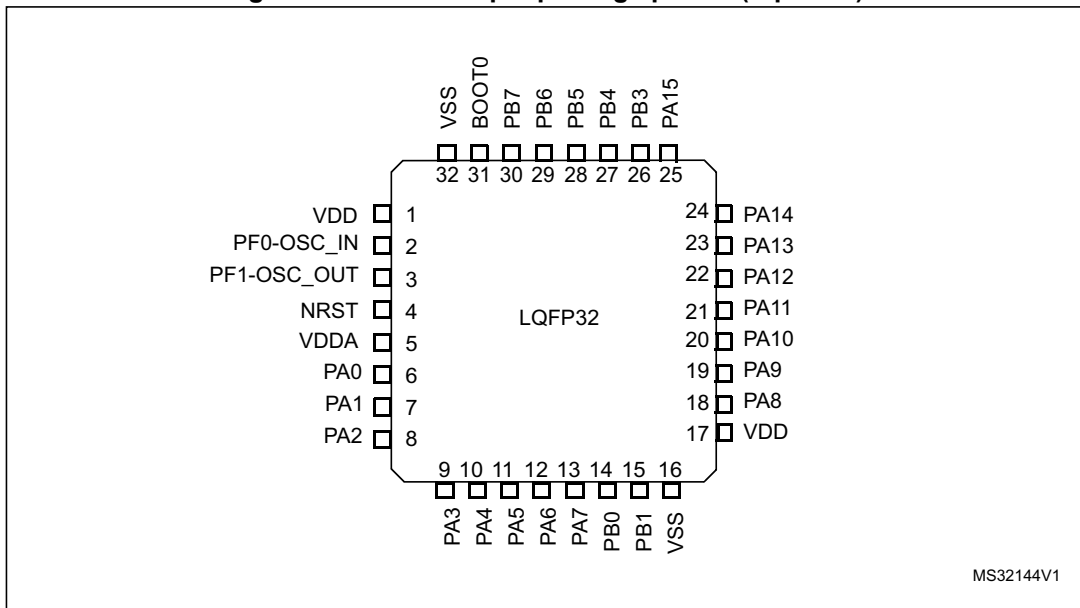 VSS
BOOT0
PB7
PB6
PB5
PB4
PB3
PA15
32 31 30 29 28 27 26 25
VDD 1
PF0-OSC_IN 2
PF1-OSC_OUT 3
NRST 4
VDDA 5
PA0 6
PA1 7
PA2 8
LQFP32
24 PA14
23 PA13
22 PA12
21 PA11
20 PA10
19 PA9
18 PA8
17 VDD
9 10 11 12 13 14 15 16
PA3
PA4
PA5
PA6
PA7
PB0
PB1
VSS
MS32144V1